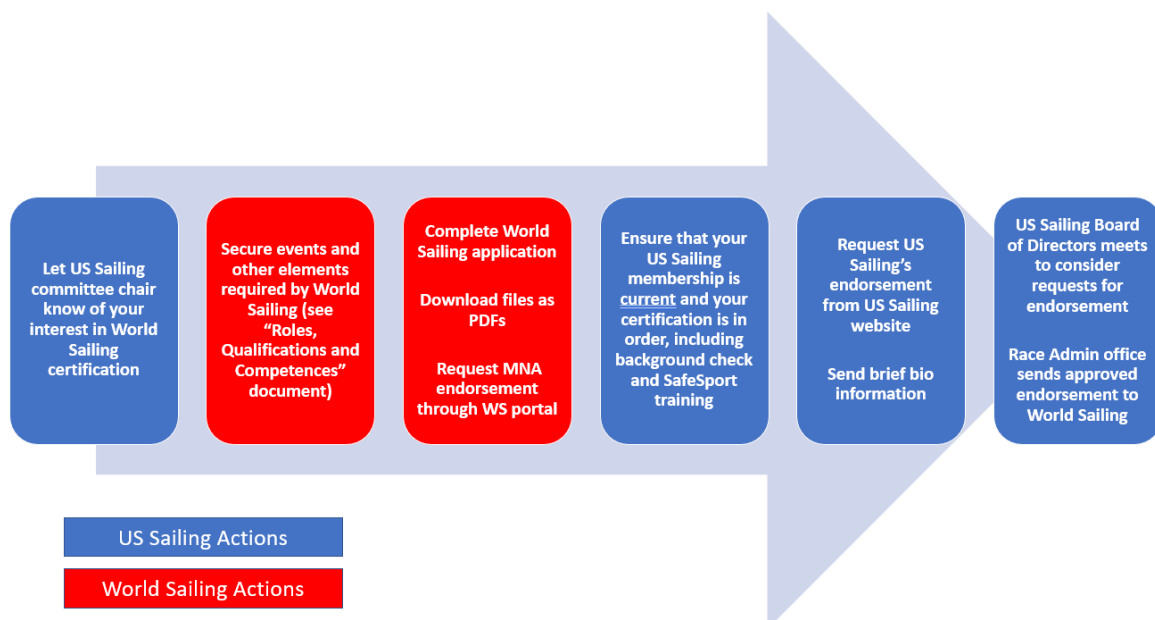 Let US Sailing
committee chair
know of your
interest in World
Sailing
certification
Secure events and
other elements
required by World
Sailing (see
“Roles,
Qualifications and
Competences”
document)
Complete World
Sailing application
Download files as
PDFs
Request MNA
endorsement
through WS portal
Ensure that your
US Sailing
membership is
current and your
certification is in
order, including
background check
and SafeSport
training
Request US
Sailing’s
endorsement
from US Sailing
website
Send brief bio
information
US Sailing Board
of Directors meets
to consider
requests for
endorsement
Race Admin office
sends approved
endorsement to
World Sailing
US Sailing Actions
World Sailing Actions